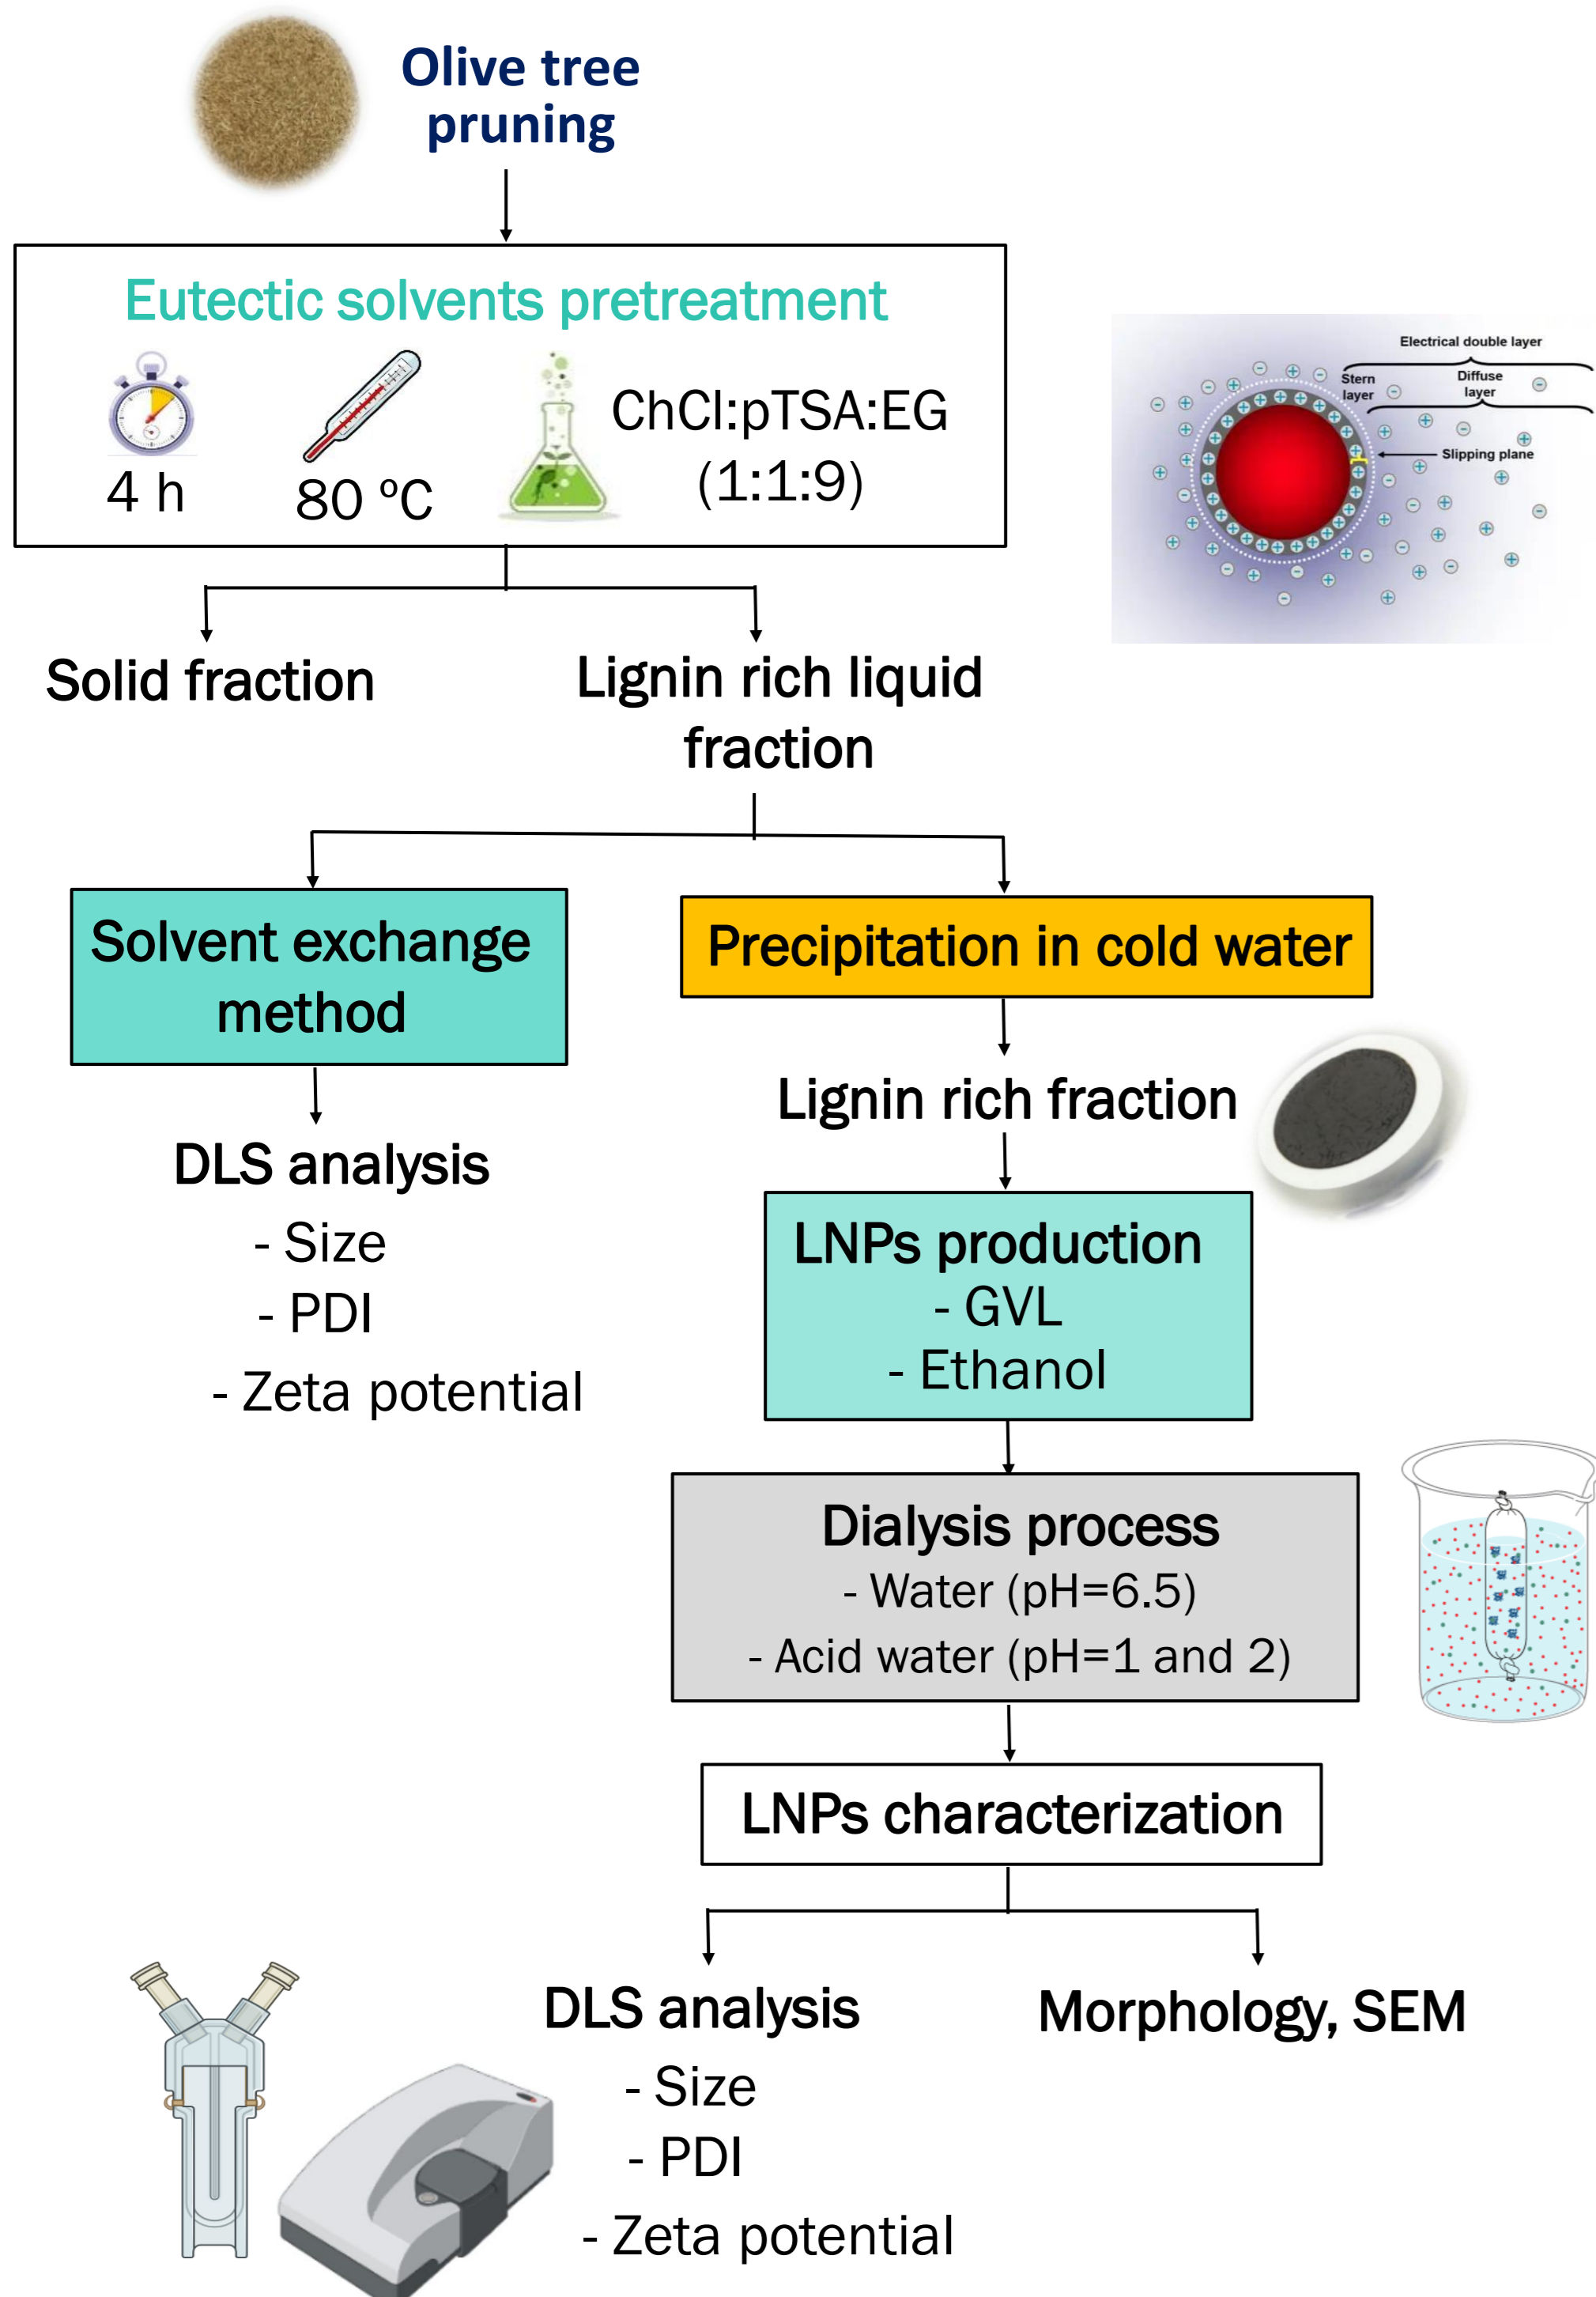 Olive tree
pruning
Eutectic solvents pretreatment
4 h
80 ºC
ChCl:pTSA:EG
(1:1:9)
Electrical double layer
Stern
layer
Diffuse
layer
Slipping plane
Solid fraction
Lignin rich liquid
fraction
Solvent exchange
method
Precipitation in cold water
Lignin rich fraction
DLS analysis
- Size
- PDI
- Zeta potential
LNPs production
- GVL
- Ethanol
Dialysis process
- Water (pH=6.5)
- Acid water (pH=1 and 2)
LNPs characterization
DLS analysis
- Size
- PDI
- Zeta potential
Morphology, SEM